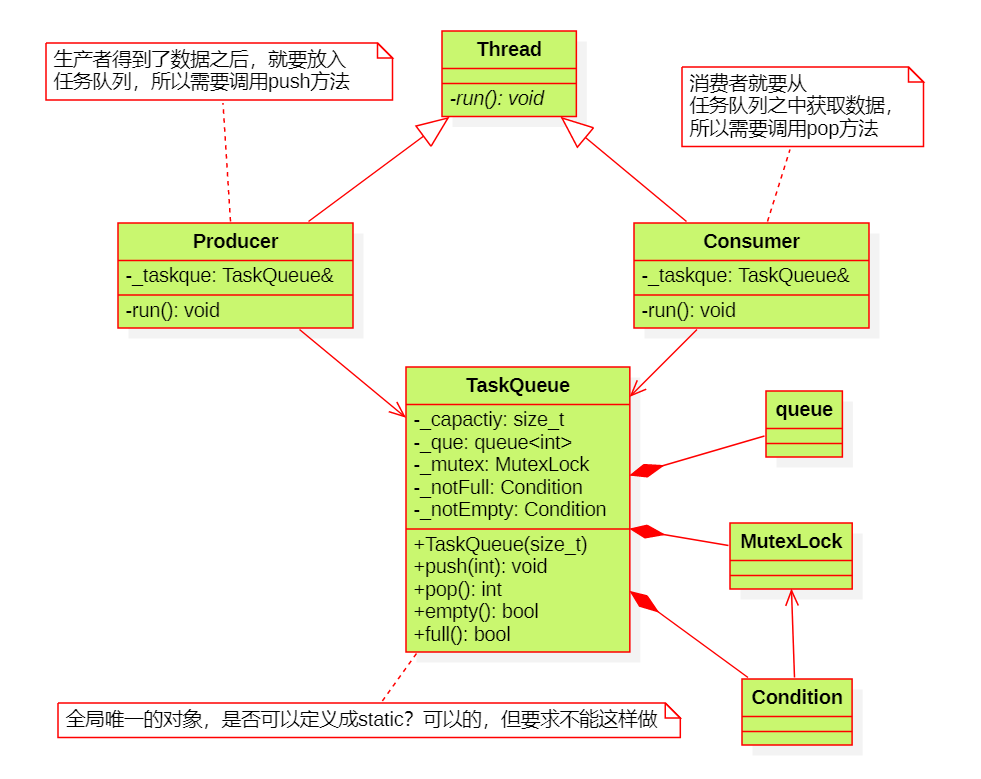 生产者得到了数据之后，就要放入
任务队列，所以需要调用push方法
Thread
-run(): void
消费者就要从
任务队列之中获取数据，
所以需要调用pop方法
Producer
-_taskque: TaskQueue&
-run(): void
Consumer
-_taskque: TaskQueue&
-run(): void
TaskQueue
-_capactiy: size_t
-_que: queue<int>
-_mutex: MutexLock
-_notFull: Condition
-_notEmpty: Condition
+TaskQueue(size_t)
+push(int): void
+pop(): int
+empty(): bool
+full(): bool
queue
MutexLock
Condition
全局唯一的对象，是否可以定义成static？可以的，但要求不能这样做